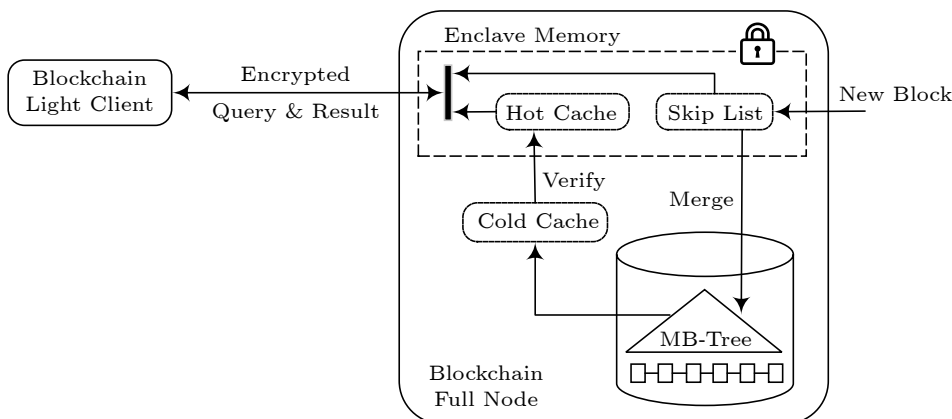 Enclave Memory
Blockchain
Light Client
Encrypted
Query & Result
Hot Cache
Skip List
New Block
Verify
Merge
Cold Cache
MB-Tree
Blockchain
Full Node